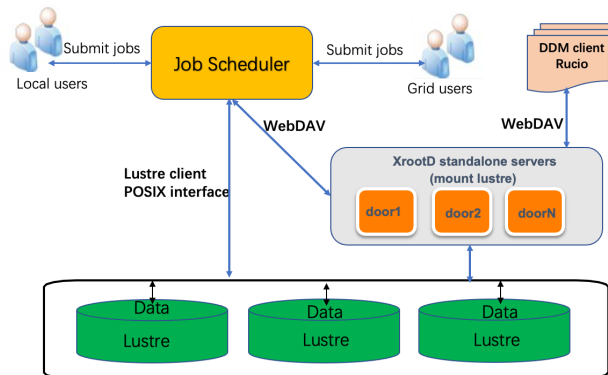 Submit jobs
Submit jobs
DDM client
Rucio
Job Scheduler
Local users
Grid users
WebDAV
WebDAV
XrootD standalone servers
(mount lustre)
Lustre client
POSIX interface
door1
door2
doorN
Data
Data
Data
Lustre
Lustre
Lustre